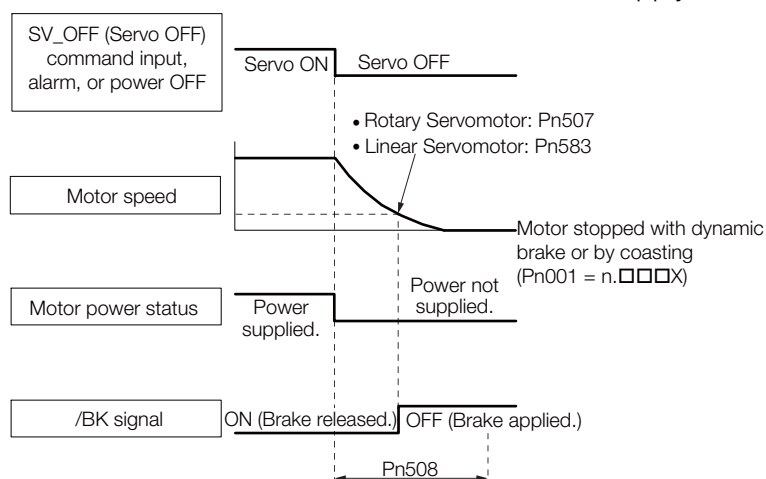 SV_OFF (Servo OFF)
command input,
alarm, or power OFF
Servo ON
Servo OFF
• Rotary Servomotor: Pn507
• Linear Servomotor: Pn583
Motor speed
Motor stopped with dynamic
brake or by coasting
(Pn001 = n.□□□X)
Motor power status
Power
supplied.
Power not
supplied.
/BK signal
ON (Brake released.)
OFF (Brake applied.)
Pn508